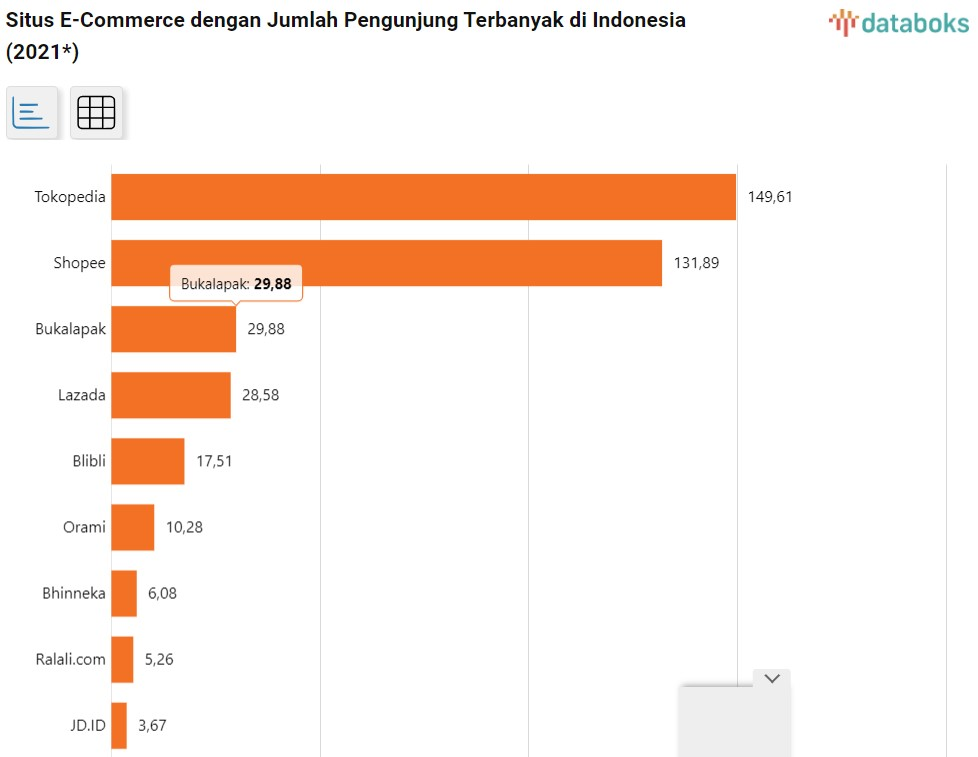 Situs E-Commerce dengan Jumlah Pengunjung Terbanyak di Indonesia
(2021*)
databoks
Tokopedia 149,61
Shopee 131,89
Bukalapak: 29,88
Bukalapak 29,88
Lazada 28,58
Blibli 17,51
Orami 10,28
Bhinneka 6,08
Ralali.com 5,26
JD.ID 3,67